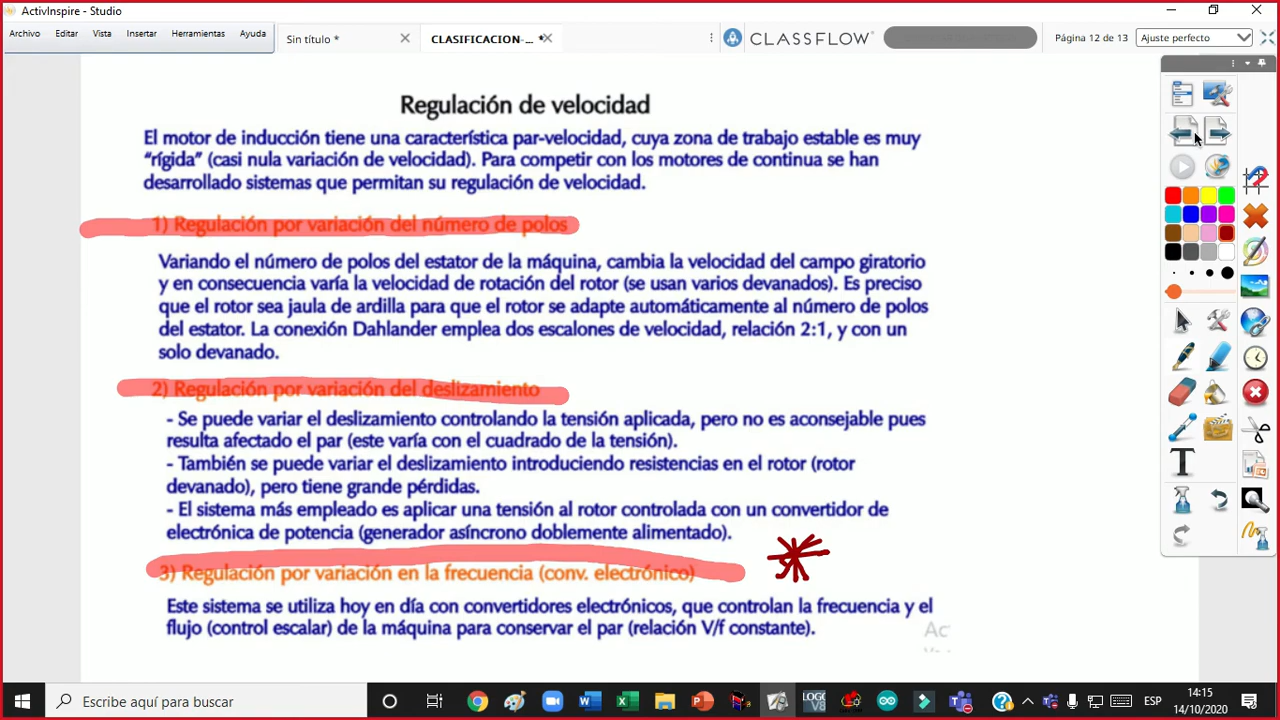 ActivInspire - Studio
Archivo Editar Vista Insertar Herramientas Ayuda
Sin título *
CLASIFICACION-... *
CLASSFLOW
Página 12 de 13
Ajuste perfecto
Regulación de velocidad
El motor de inducción tiene una característica par-velocidad, cuya zona de trabajo estable es muy
“rígida” (casi nula variación de velocidad). Para competir con los motores de continua se han
desarrollado sistemas que permitan su regulación de velocidad.
1) Regulación por variación del número de polos
Variando el número de polos del estator de la máquina, cambia la velocidad del campo giratorio
y en consecuencia varía la velocidad de rotación del rotor (se usan varios devanados). Es preciso
que el rotor sea jaula de ardilla para que el rotor se adapte automáticamente al número de polos
del estator. La conexión Dahlander emplea dos escalones de velocidad, relación 2:1, y con un
solo devanado.
2) Regulación por variación del deslizamiento
- Se puede variar el deslizamiento controlando la tensión aplicada, pero no es aconsejable pues
resulta afectado el par (este varía con el cuadrado de la tensión).
- También se puede variar el deslizamiento introduciendo resistencias en el rotor (rotor
devanado), pero tiene grande pérdidas.
- El sistema más empleado es aplicar una tensión al rotor controlada con un convertidor de
electrónica de potencia (generador asíncrono doblemente alimentado).
3) Regulación por variación en la frecuencia (conv. electrónico)
Este sistema se utiliza hoy en día con convertidores electrónicos, que controlan la frecuencia y el
flujo (control escalar) de la máquina para conservar el par (relación V/f constante).
Ac
T
Escribe aquí para buscar
LOGO
V8
ESP
14:15
14/10/2020